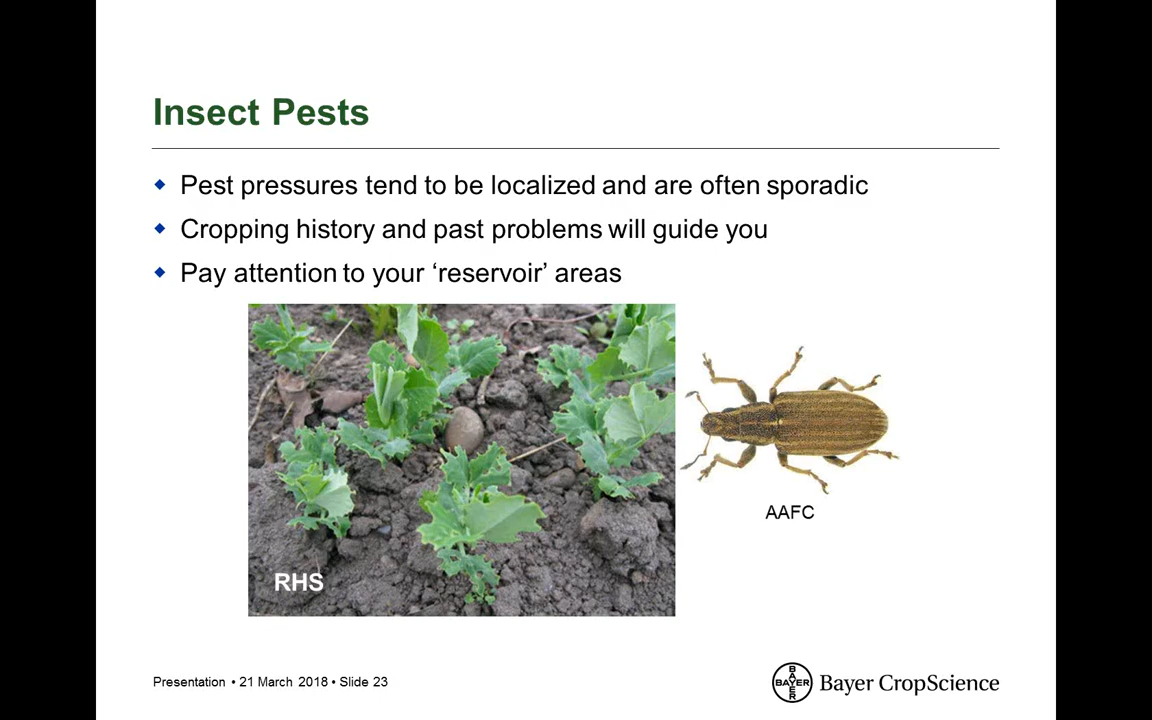 Insect Pests
Pest pressures tend to be localized and are often sporadic
Cropping history and past problems will guide you
Pay attention to your ‘reservoir’ areas
RHS
AAFC
Presentation • 21 March 2018 • Slide 23
BAYER
BAYER
Bayer CropScience